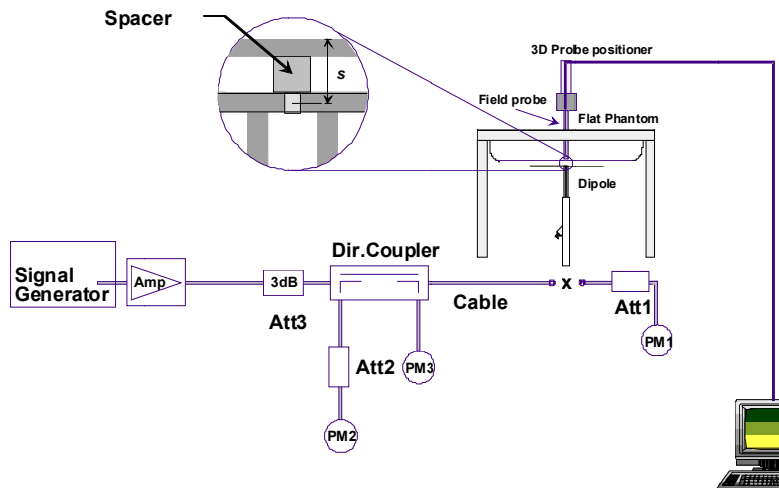 Spacer
s
3D Probe positioner
Field probe
Flat Phantom
Dipole
Signal
Generator
Amp
3dB
Att3
Dir.Coupler
Cable
x
Att1
PM1
Att2
PM3
PM2